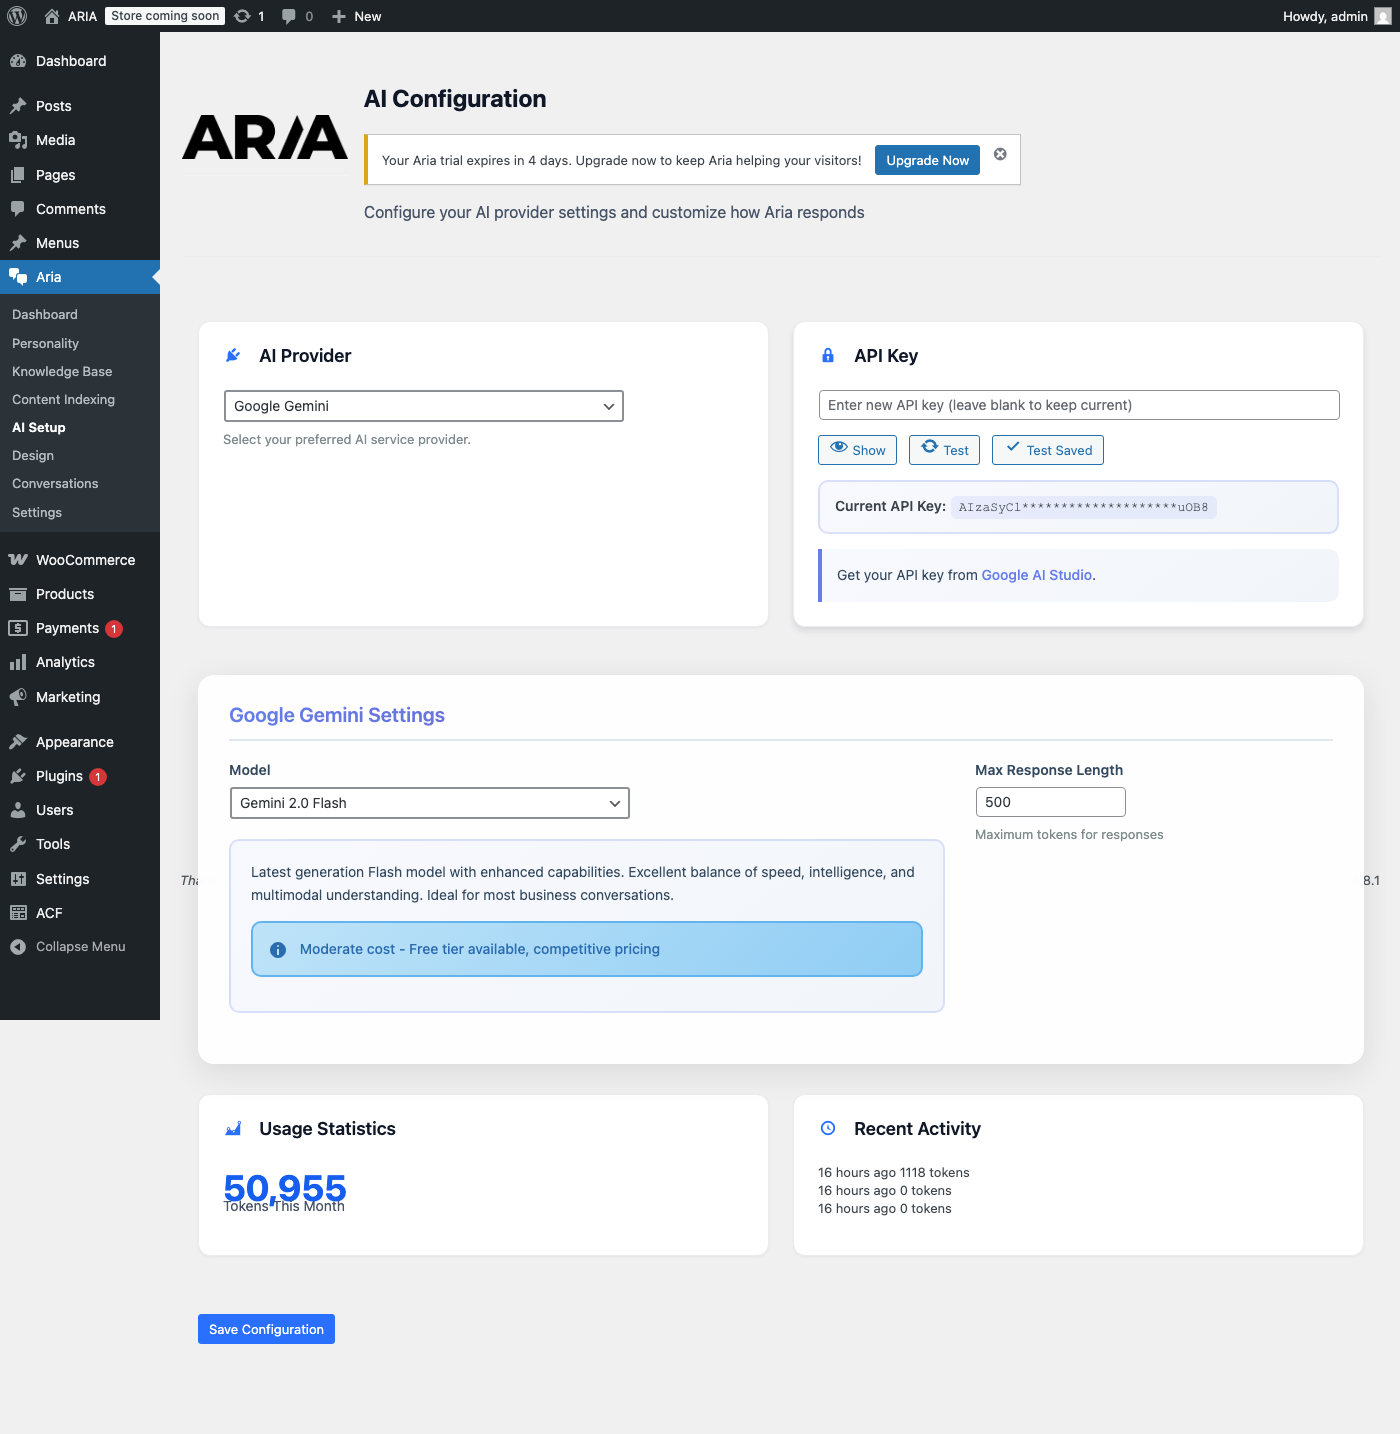 ARIA
Store coming soon
1
0
New
Howdy, admin
Dashboard
Posts
Media
Pages
Comments
Menus
Aria
Dashboard
Personality
Knowledge Base
Content Indexing
AI Setup
Design
Conversations
Settings
WooCommerce
Products
Payments 1
Analytics
Marketing
Appearance
Plugins 1
Users
Tools
Settings
ACF
Collapse Menu
ARIA
AI Configuration
Your Aria trial expires in 4 days. Upgrade now to keep Aria helping your visitors!
Upgrade Now
Configure your AI provider settings and customize how Aria responds
AI Provider
Google Gemini
Select your preferred AI service provider.
API Key
Enter new API key (leave blank to keep current)
Show
Test
Test Saved
Current API Key: AIzaSyCl********************uOB8
Get your API key from Google AI Studio.
Google Gemini Settings
Model
Gemini 2.0 Flash
Latest generation Flash model with enhanced capabilities. Excellent balance of speed, intelligence, and
multimodal understanding. Ideal for most business conversations.
Moderate cost - Free tier available, competitive pricing
Max Response Length
500
Maximum tokens for responses
8.1
Usage Statistics
50,955
Tokens This Month
Recent Activity
16 hours ago 1118 tokens
16 hours ago 0 tokens
16 hours ago 0 tokens
Save Configuration